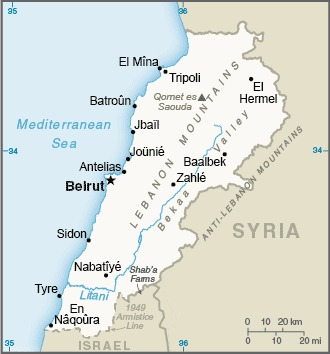 35
36
El Mîna
Tripoli
Qornet es
Saouda
El
Hermel
Batroûn
Mediterranean
Sea
Jbaïl
LEBANON MOUNTAINS
Bekaa Valley
ANTI-LEBANON MOUNTAINS
34
34
Joünié
Antelias
Baalbek
Beirut
Zahlé
SYRIA
Sidon
Nabatîyé
Shab'a
Farms
Tyre
Litani
1949
Armistice
Line
En
Nâqoûra
ISRAEL
0 10 20 km
0 10 20 mi
35
36